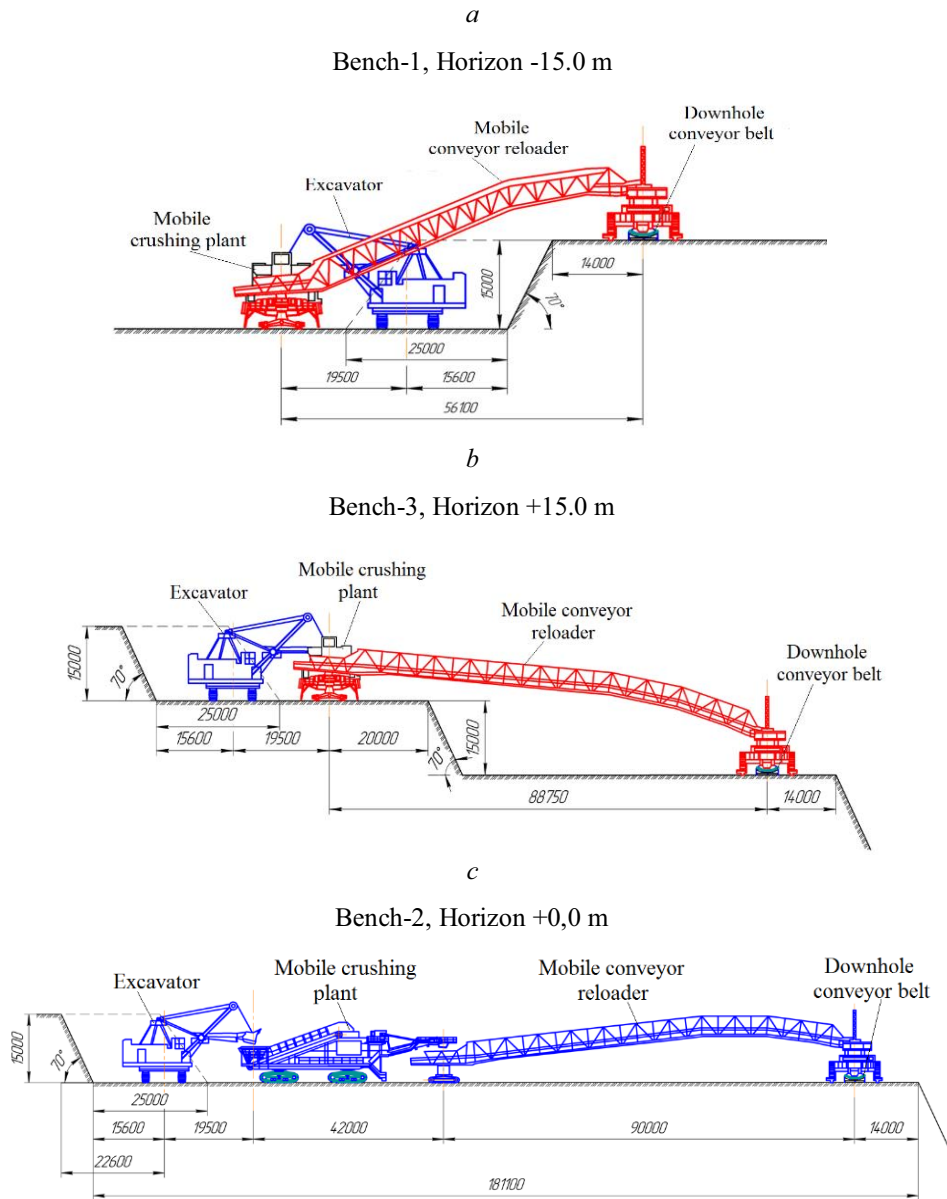 a
Bench-1, Horizon -15.0 m
Downhole
conveyor belt
Mobile
conveyor reloader
Excavator
Mobile
crushing plant
15000
14000
70°
25000
19500
15600
56100
b
Bench-3, Horizon +15.0 m
Mobile crushing
plant
Excavator
Mobile conveyor
reloader
Downhole
conveyor belt
15000
70°
25000
15600
19500
20000
15000
70°
88750
14000
c
Bench-2, Horizon +0,0 m
Excavator
Mobile crushing
plant
Mobile conveyor
reloader
Downhole
conveyor belt
15000
70°
25000
15600
19500
42000
90000
14000
22600
181100